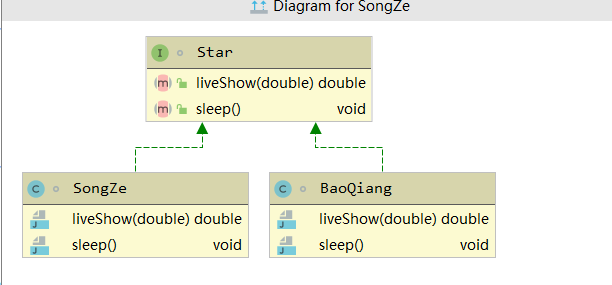 Diagram for SongZe
I Star
m liveShow(double) double
m sleep() void
C SongZe
J liveShow(double) double
J sleep() void
C BaoQiang
J liveShow(double) double
J sleep() void